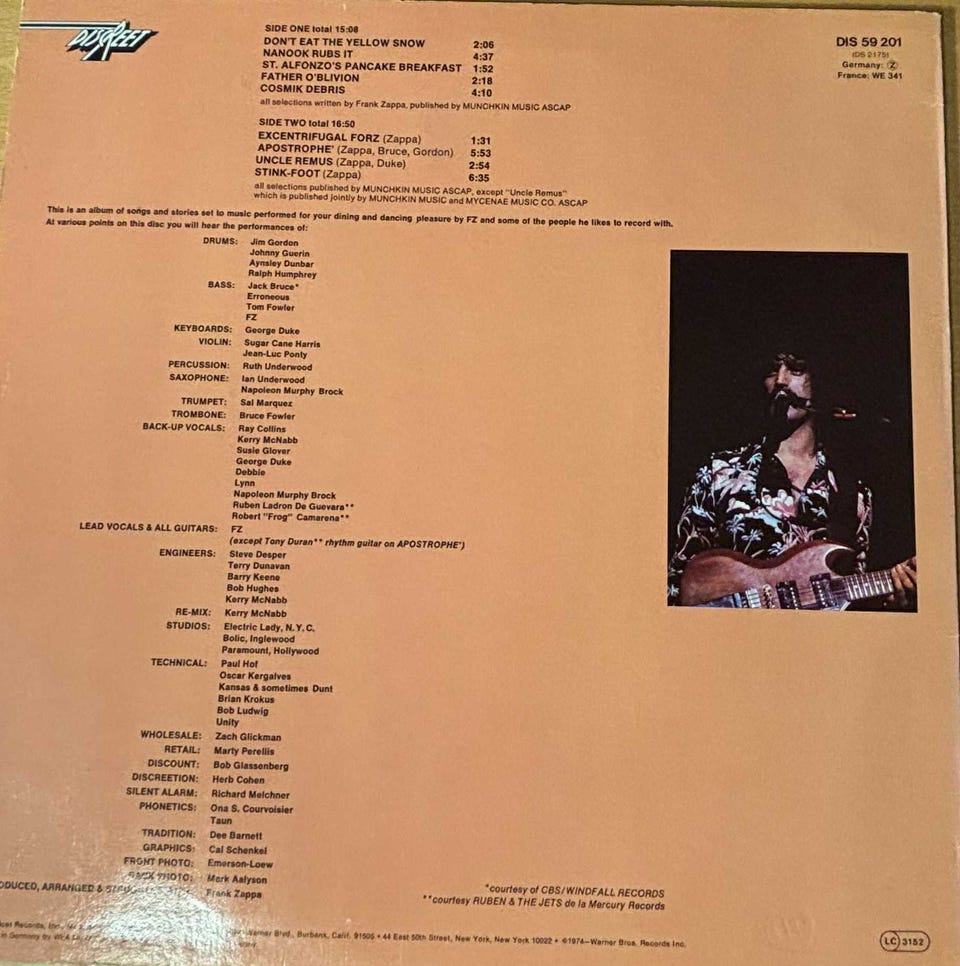 DISCREET
SIDE ONE total 15:08
DON'T EAT THE YELLOW SNOW 2:06
NANOOK RUBS IT 4:37
ST. ALFONZO'S PANCAKE BREAKFAST 1:52
FATHER O'BLIVION 2:18
COSMIK DEBRIS 4:10
all selections written by Frank Zappa, published by MUNCHKIN MUSIC ASCAP
DIS 59 201
(DS 2175)
Germany: Z
France: WE 341
SIDE TWO total 16:50
EXCENTRIFUGAL FORZ (Zappa) 1:31
APOSTROPHE' (Zappa, Bruce, Gordon) 5:53
UNCLE REMUS (Zappa, Duke) 2:54
STINK-FOOT (Zappa) 6:35
all selections published by MUNCHKIN MUSIC ASCAP, except "Uncle Remus"
which is published jointly by MUNCHKIN MUSIC and MYCENAE MUSIC CO. ASCAP
This is an album of songs and stories set to music performed for your dining and dancing pleasure by FZ and some of the people he likes to record with.
At various points on this disc you will hear the performances of:
DRUMS: Jim Gordon
Johnny Guerin
Aynsley Dunbar
Ralph Humphrey
BASS: Jack Bruce*
Erroneous
Tom Fowler
FZ
KEYBOARDS: George Duke
VIOLIN: Sugar Cane Harris
Jean-Luc Ponty
PERCUSSION: Ruth Underwood
SAXOPHONE: Ian Underwood
Napoleon Murphy Brock
TRUMPET: Sal Marquez
TROMBONE: Bruce Fowler
BACK-UP VOCALS: Ray Collins
Kerry McNabb
Susie Glover
George Duke
Debbie
Lynn
Napoleon Murphy Brock
Ruben Ladron De Guevara**
Robert "Frog" Camarena**
LEAD VOCALS & ALL GUITARS: FZ
(except Tony Duran** rhythm guitar on APOSTROPHE')
ENGINEERS: Steve Desper
Terry Dunavan
Barry Keene
Bob Hughes
Kerry McNabb
RE-MIX: Kerry McNabb
STUDIOS: Electric Lady, N.Y.C.
Bolic, Inglewood
Paramount, Hollywood
TECHNICAL: Paul Hof
Oscar Kergalves
Kansas & sometimes Dunt
Brian Krokus
Bob Ludwig
Unity
WHOLESALE: Zach Glickman
RETAIL: Marty Perellis
DISCOUNT: Bob Glassenberg
DISCREETION: Herb Cohen
SILENT ALARM: Richard Melchner
PHONETICS: Ona S. Courvoisier
Taun
TRADITION: Dee Barnett
GRAPHICS: Cal Schenkel
FRONT PHOTO: Emerson-Loew
BACK PHOTO: Mark Aalyson
ODUCED, ARRANGED & Frank Zappa
*courtesy of CBS/WINDFALL RECORDS
**courtesy RUBEN & THE JETS de la Mercury Records
Records, Inc., Warner Blvd., Burbank, Calif. 91505 • 44 East 50th Street, New York, New York 10022 • ©1974–Warner Bros. Records Inc.
in Germany by
LC 3152